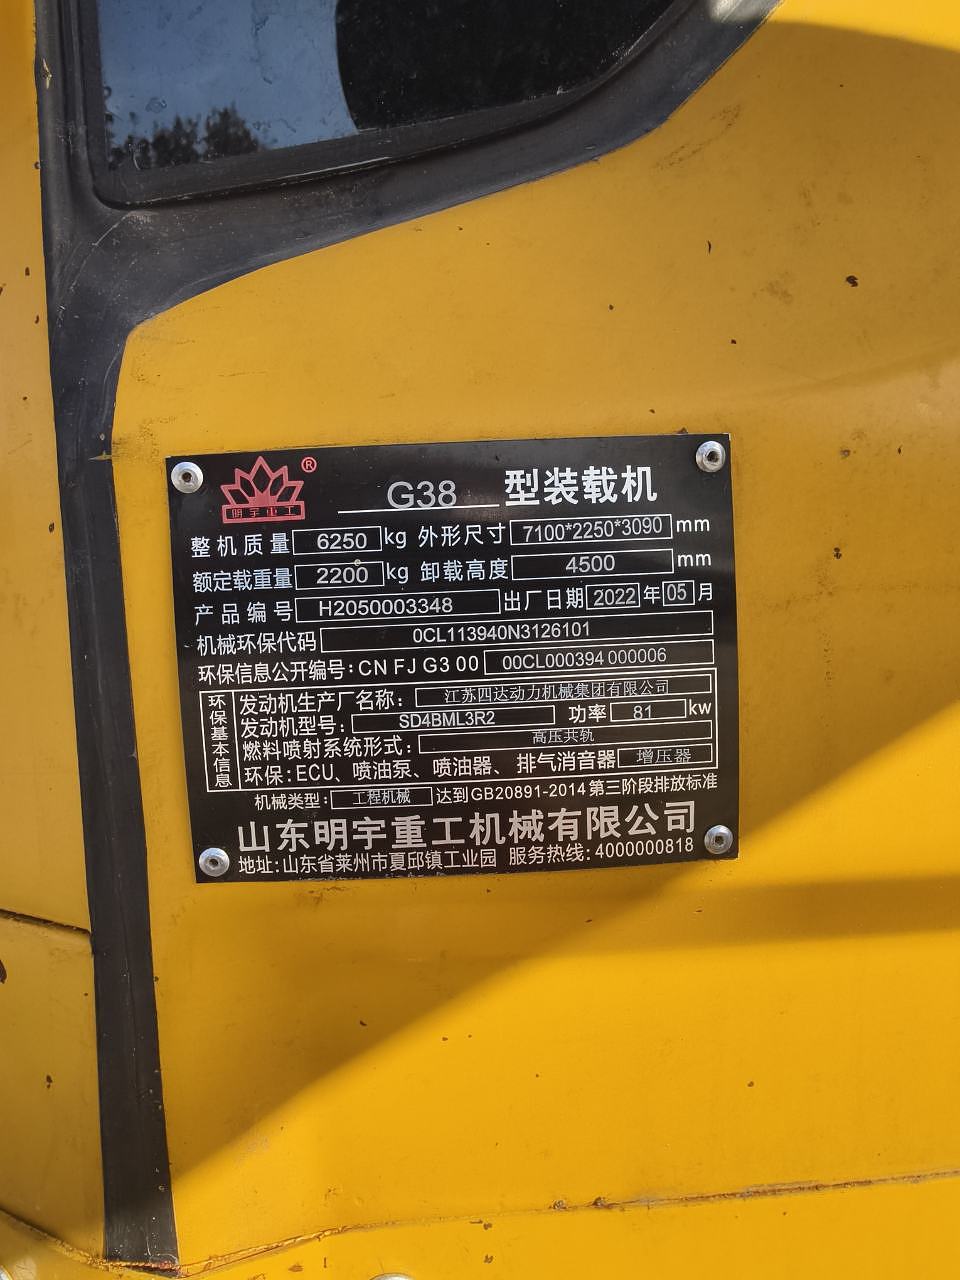 ®
明宇重工
G38 型装载机
整机质量 6250 kg 外形尺寸 7100*2250*3090 mm
额定载重量 2200 kg 卸载高度 4500 mm
产品编号 H2050003348 出厂日期 2022 年 05 月
机械环保代码 0CL113940N3126101
环保信息公开编号:CN FJ G3 00 00CL000394 000006
环保基本信息
发动机生产厂名称: 江苏四达动力机械集团有限公司
发动机型号: SD4BML3R2 功率 81 kw
燃料喷射系统形式: 高压共轨
环保:ECU、喷油泵、喷油器、排气消音器 增压器
机械类型: 工程机械 达到GB20891-2014第三阶段排放标准
山东明宇重工机械有限公司
地址:山东省莱州市夏邱镇工业园 服务热线:4000000818